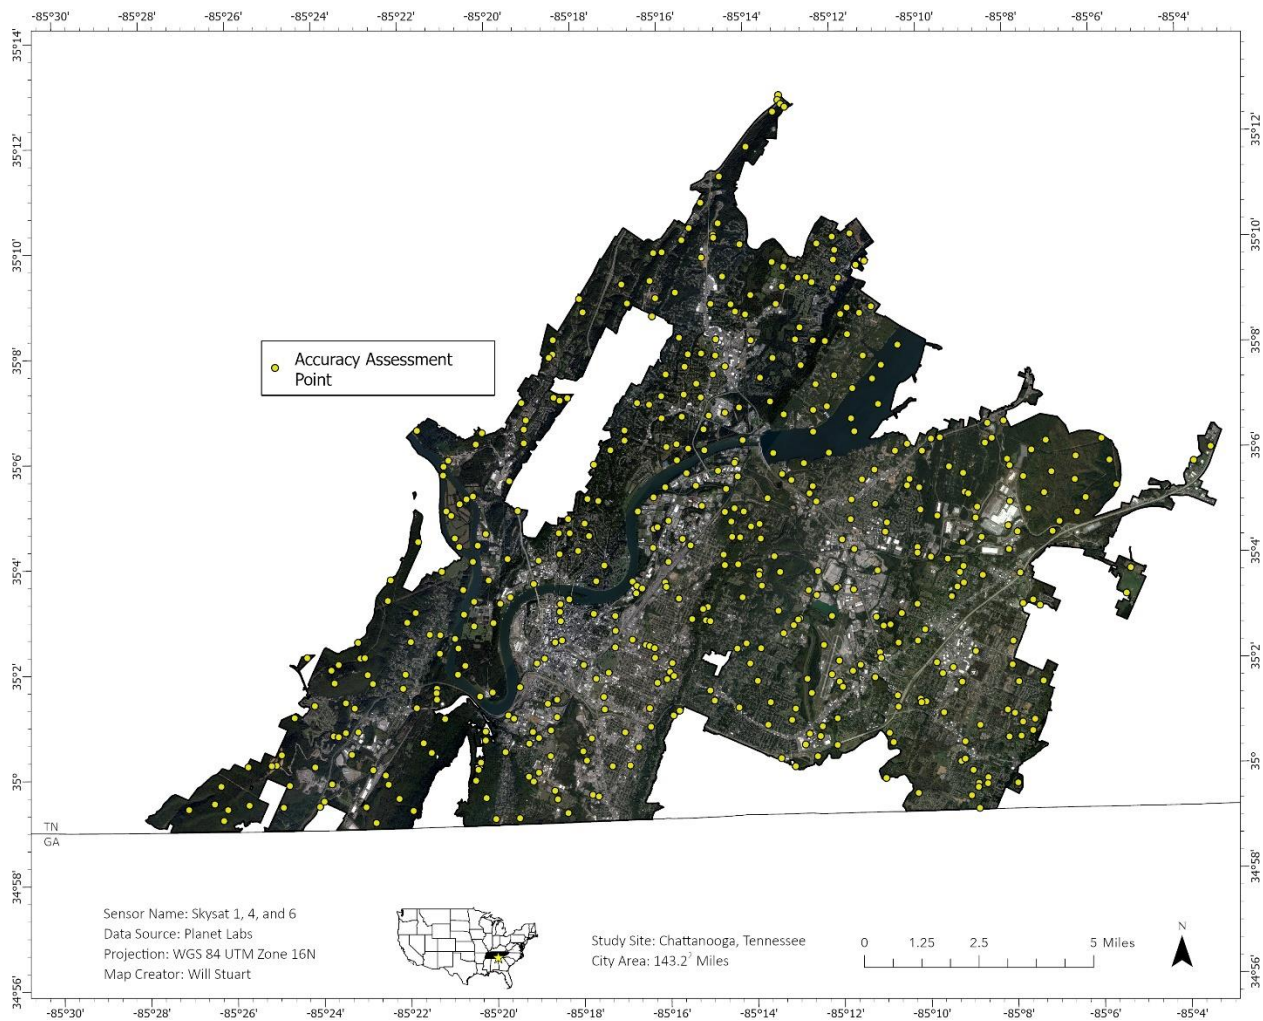 -85°30' -85°28' -85°26' -85°24' -85°22' -85°20' -85°18' -85°16' -85°14' -85°12' -85°10' -85°8' -85°6' -85°4'
35°14'
35°12' 35°12'
35°10' 35°10'
35°8' 35°8'
Accuracy Assessment
Point
35°6' 35°6'
35°4' 35°4'
35°2' 35°2'
35° 35°
TN
GA
34°58' 34°58'
34°56' 34°56'
Sensor Name: Skysat 1, 4, and 6
Data Source: Planet Labs
Projection: WGS 84 UTM Zone 16N
Map Creator: Will Stuart
Study Site: Chattanooga, Tennessee
City Area: 143.2² Miles
0 1.25 2.5 5 Miles
N
-85°30' -85°28' -85°26' -85°24' -85°22' -85°20' -85°18' -85°16' -85°14' -85°12' -85°10' -85°8' -85°6' -85°4'